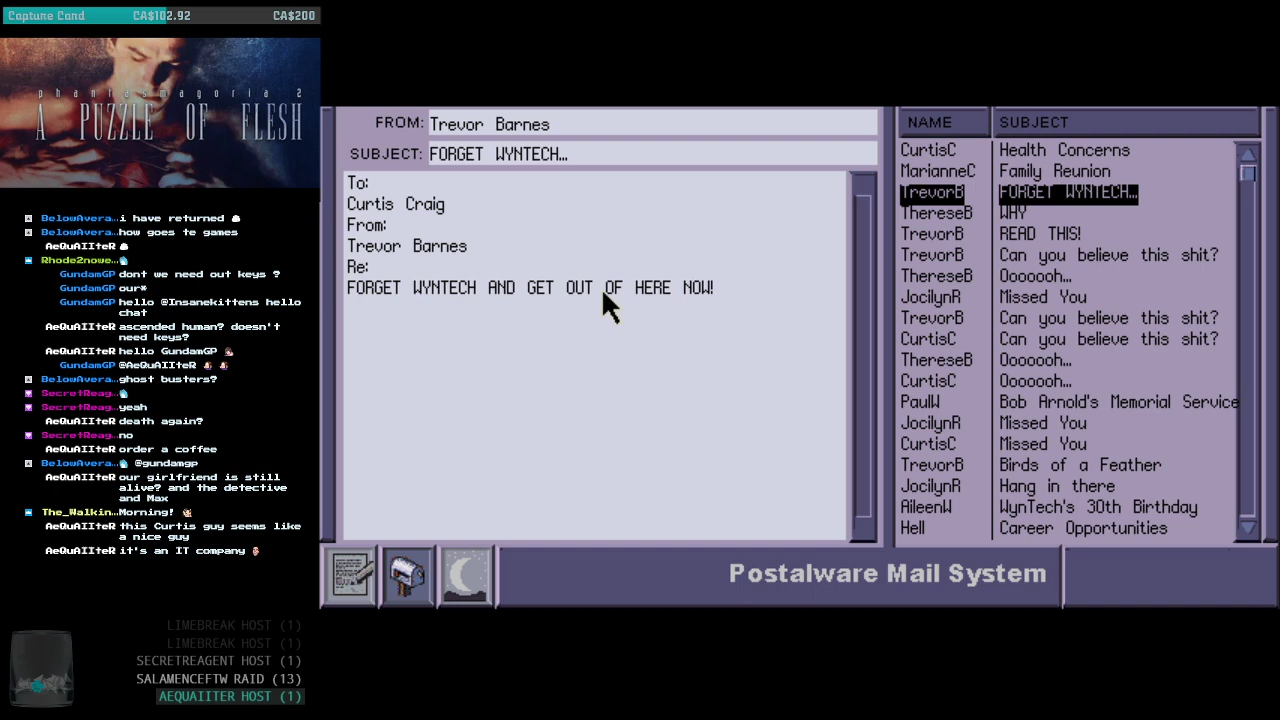 Capture Card CA$102.92 CA$200
phantasmagoria 2
A PUZZLE OF FLESH
BelowAvera… i have returned
BelowAvera… how goes te games
AeQuAIIteR
Rhode2nowe…
GundamGP dont we need out keys ?
GundamGP our*
GundamGP hello @Insanekittens hello
chat
AeQuAIIteR ascended human? doesn't
need keys?
AeQuAIIteR hello GundamGP
GundamGP @AeQuAIIteR
BelowAvera… ghost busters?
SecretReag…
SecretReag… yeah
AeQuAIIteR death again?
SecretReag… no
AeQuAIIteR order a coffee
BelowAvera… @gundamgp
AeQuAIIteR our girlfriend is still
alive? and the detective
and Max
The_Walkin… Morning!
AeQuAIIteR this Curtis guy seems like
a nice guy
AeQuAIIteR it's an IT company
LIMEBREAK HOST (1)
LIMEBREAK HOST (1)
SECRETREAGENT HOST (1)
SALAMENCEFTW RAID (13)
AEQUAIITER HOST (1)
FROM: Trevor Barnes
SUBJECT: FORGET WYNTECH...
To:
Curtis Craig
From:
Trevor Barnes
Re:
FORGET WYNTECH AND GET OUT OF HERE NOW!
NAME SUBJECT
CurtisC Health Concerns
MarianneC Family Reunion
TrevorB FORGET WYNTECH...
ThereseB WHY
TrevorB READ THIS!
TrevorB Can you believe this shit?
ThereseB Ooooooh...
JocilynR Missed You
TrevorB Can you believe this shit?
CurtisC Can you believe this shit?
ThereseB Ooooooh...
CurtisC Ooooooh...
PaulW Bob Arnold's Memorial Service
JocilynR Missed You
CurtisC Missed You
TrevorB Birds of a Feather
JocilynR Hang in there
AileenW WynTech's 30th Birthday
Hell Career Opportunities
Postalware Mail System